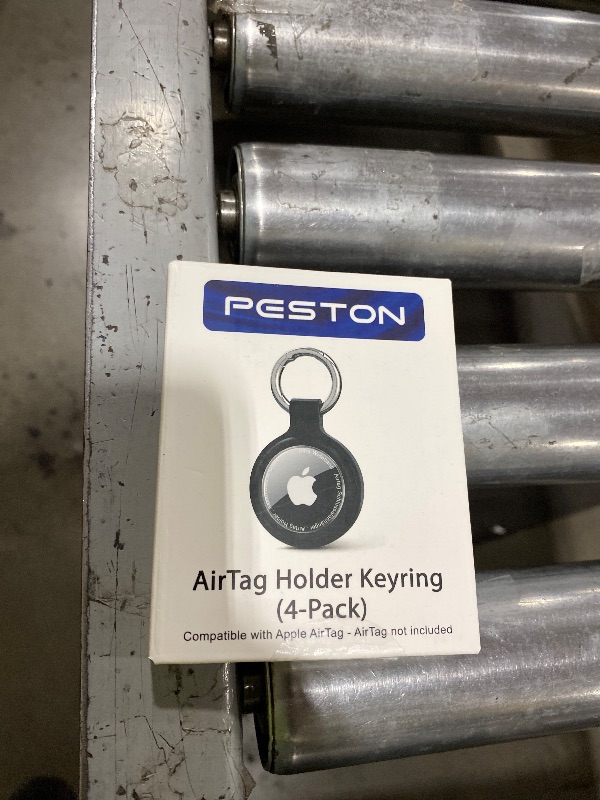 PESTON
AirTag Holder Keyring
(4-Pack)
Compatible with Apple AirTag - AirTag not included